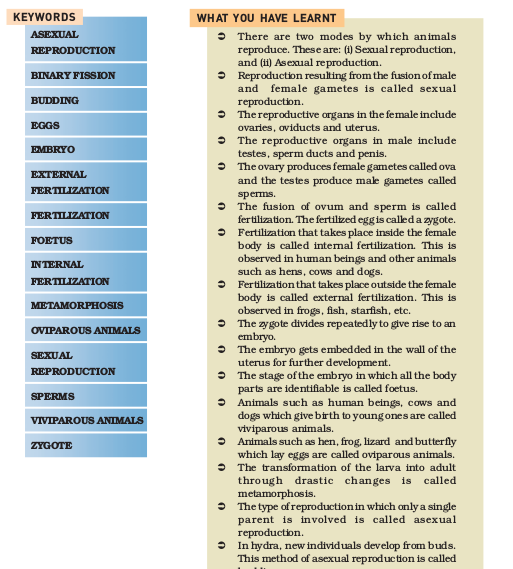 KEYWORDS
ASEXUAL
REPRODUCTION
BINARY FISSION
BUDDING
EGGS
EMBRYO
EXTERNAL
FERTILIZATION
FERTILIZATION
FOETUS
INTERNAL
FERTILIZATION
METAMORPHOSIS
OVIPAROUS ANIMALS
SEXUAL
REPRODUCTION
SPERMS
VIVIPAROUS ANIMALS
ZYGOTE
WHAT YOU HAVE LEARNT
There are two modes by which animals
reproduce. These are: (i) Sexual reproduction,
and (ii) Asexual reproduction.
Reproduction resulting from the fusion of male
and female gametes is called sexual
reproduction.
The reproductive organs in the female include
ovaries, oviducts and uterus.
The reproductive organs in male include
testes, sperm ducts and penis.
The ovary produces female gametes called ova
and the testes produce male gametes called
sperms.
The fusion of ovum and sperm is called
fertilization. The fertilized egg is called a zygote.
Fertilization that takes place inside the female
body is called internal fertilization. This is
observed in human beings and other animals
such as hens, cows and dogs.
Fertilization that takes place outside the female
body is called external fertilization. This is
observed in frogs, fish, starfish, etc.
The zygote divides repeatedly to give rise to an
embryo.
The embryo gets embedded in the wall of the
uterus for further development.
The stage of the embryo in which all the body
parts are identifiable is called foetus.
Animals such as human beings, cows and
dogs which give birth to young ones are called
viviparous animals.
Animals such as hen, frog, lizard and butterfly
which lay eggs are called oviparous animals.
The transformation of the larva into adult
through drastic changes is called
metamorphosis.
The type of reproduction in which only a single
parent is involved is called asexual
reproduction.
In hydra, new individuals develop from buds.
This method of asexual reproduction is called